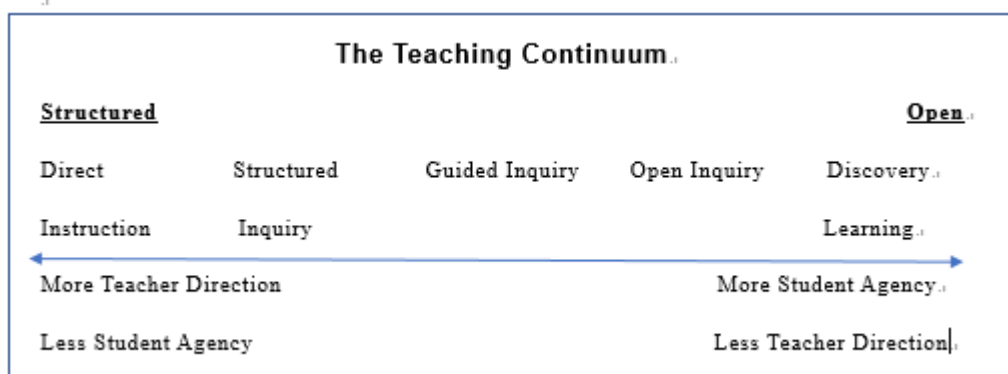 The Teaching Continuum
Structured Open
Direct Structured Guided Inquiry Open Inquiry Discovery
Instruction Inquiry Learning
More Teacher Direction More Student Agency
Less Student Agency Less Teacher Direction